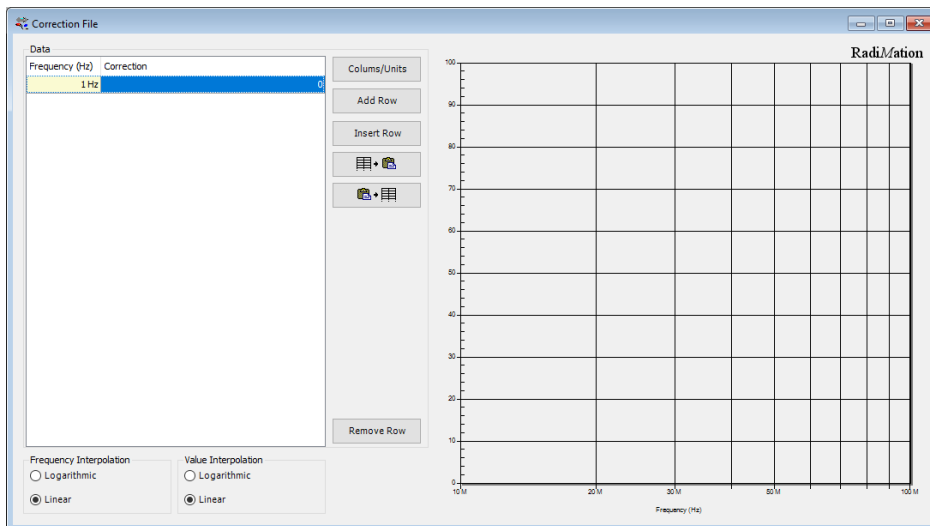 Correction File
Data
Frequency (Hz) Correction
1 Hz 0
Colums/Units
Add Row
Insert Row
Remove Row
Frequency Interpolation
Logarithmic
Linear
Value Interpolation
Logarithmic
Linear
RadiMation
100
90
80
70
60
50
40
30
20
10
0
10 M 20 M 30 M 50 M 100 M
Frequency (Hz)